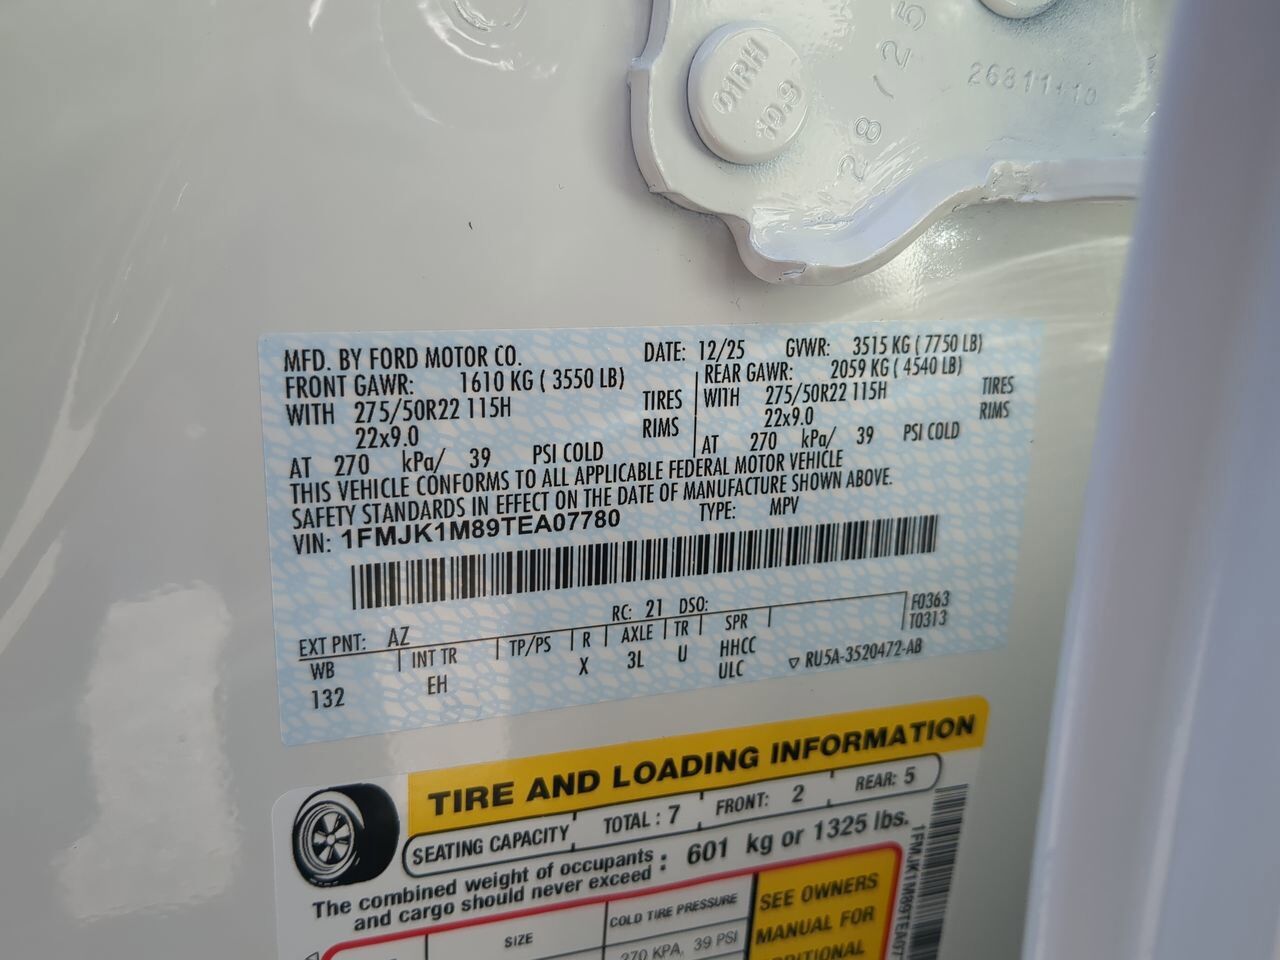 HRH
10.9
28/25
26811+10
MFD. BY FORD MOTOR CO. DATE: 12/25 GVWR: 3515 KG ( 7750 LB)
FRONT GAWR: 1610 KG ( 3550 LB) REAR GAWR: 2059 KG ( 4540 LB)
WITH 275/50R22 115H TIRES WITH 275/50R22 115H TIRES
22x9.0 RIMS 22x9.0 RIMS
AT 270 kPa/ 39 PSI COLD AT 270 kPa/ 39 PSI COLD
THIS VEHICLE CONFORMS TO ALL APPLICABLE FEDERAL MOTOR VEHICLE
SAFETY STANDARDS IN EFFECT ON THE DATE OF MANUFACTURE SHOWN ABOVE.
VIN: 1FMJK1M89TEA07780 TYPE: MPV
RC: 21 DSO: F0363
EXT PNT: AZ T0313
WB INT TR TP/PS R AXLE TR SPR
132 EH X 3L U HHCC
ULC RU5A-3520472-AB
TIRE AND LOADING INFORMATION
SEATING CAPACITY TOTAL : 7 FRONT: 2 REAR: 5
The combined weight of occupants
and cargo should never exceed : 601 kg or 1325 lbs.
SIZE COLD TIRE PRESSURE SEE OWNERS
270 KPA, 39 PSI MANUAL FOR
1FMJK1M89TEA07